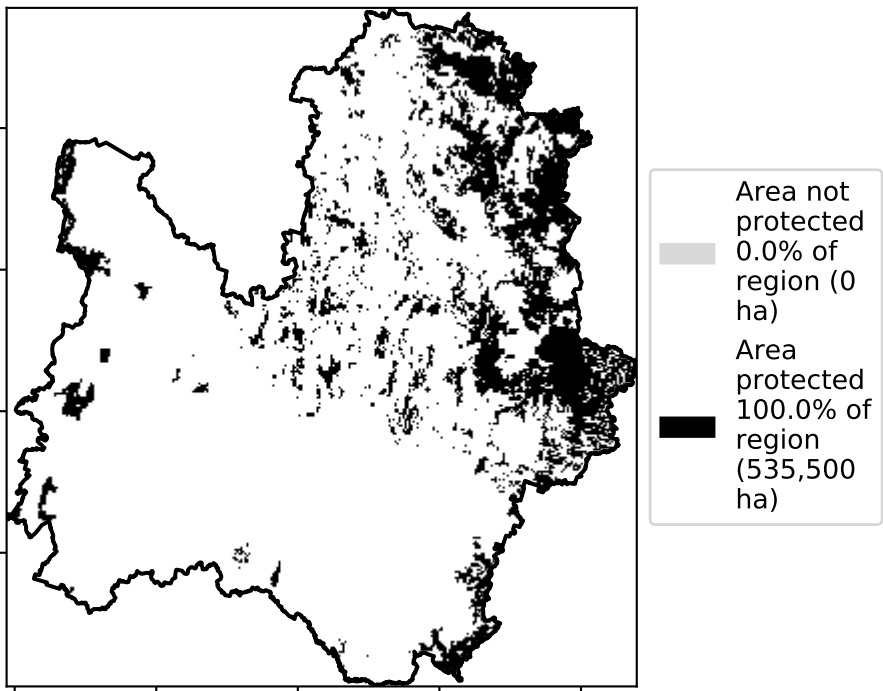 Area not
protected
0.0% of
region (0
ha)
Area
protected
100.0% of
region
(535,500
ha)